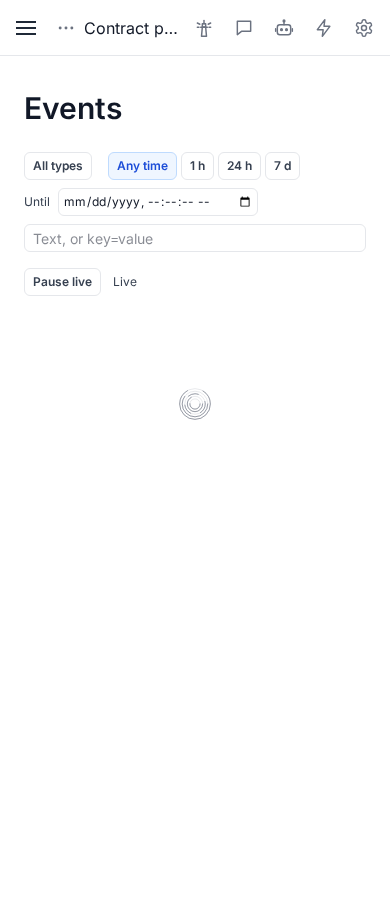 Contract p...
Events
All types Any time 1 h 24 h 7 d
Until mm/dd/yyyy, --:--:-- --
Text, or key=value
Pause live Live